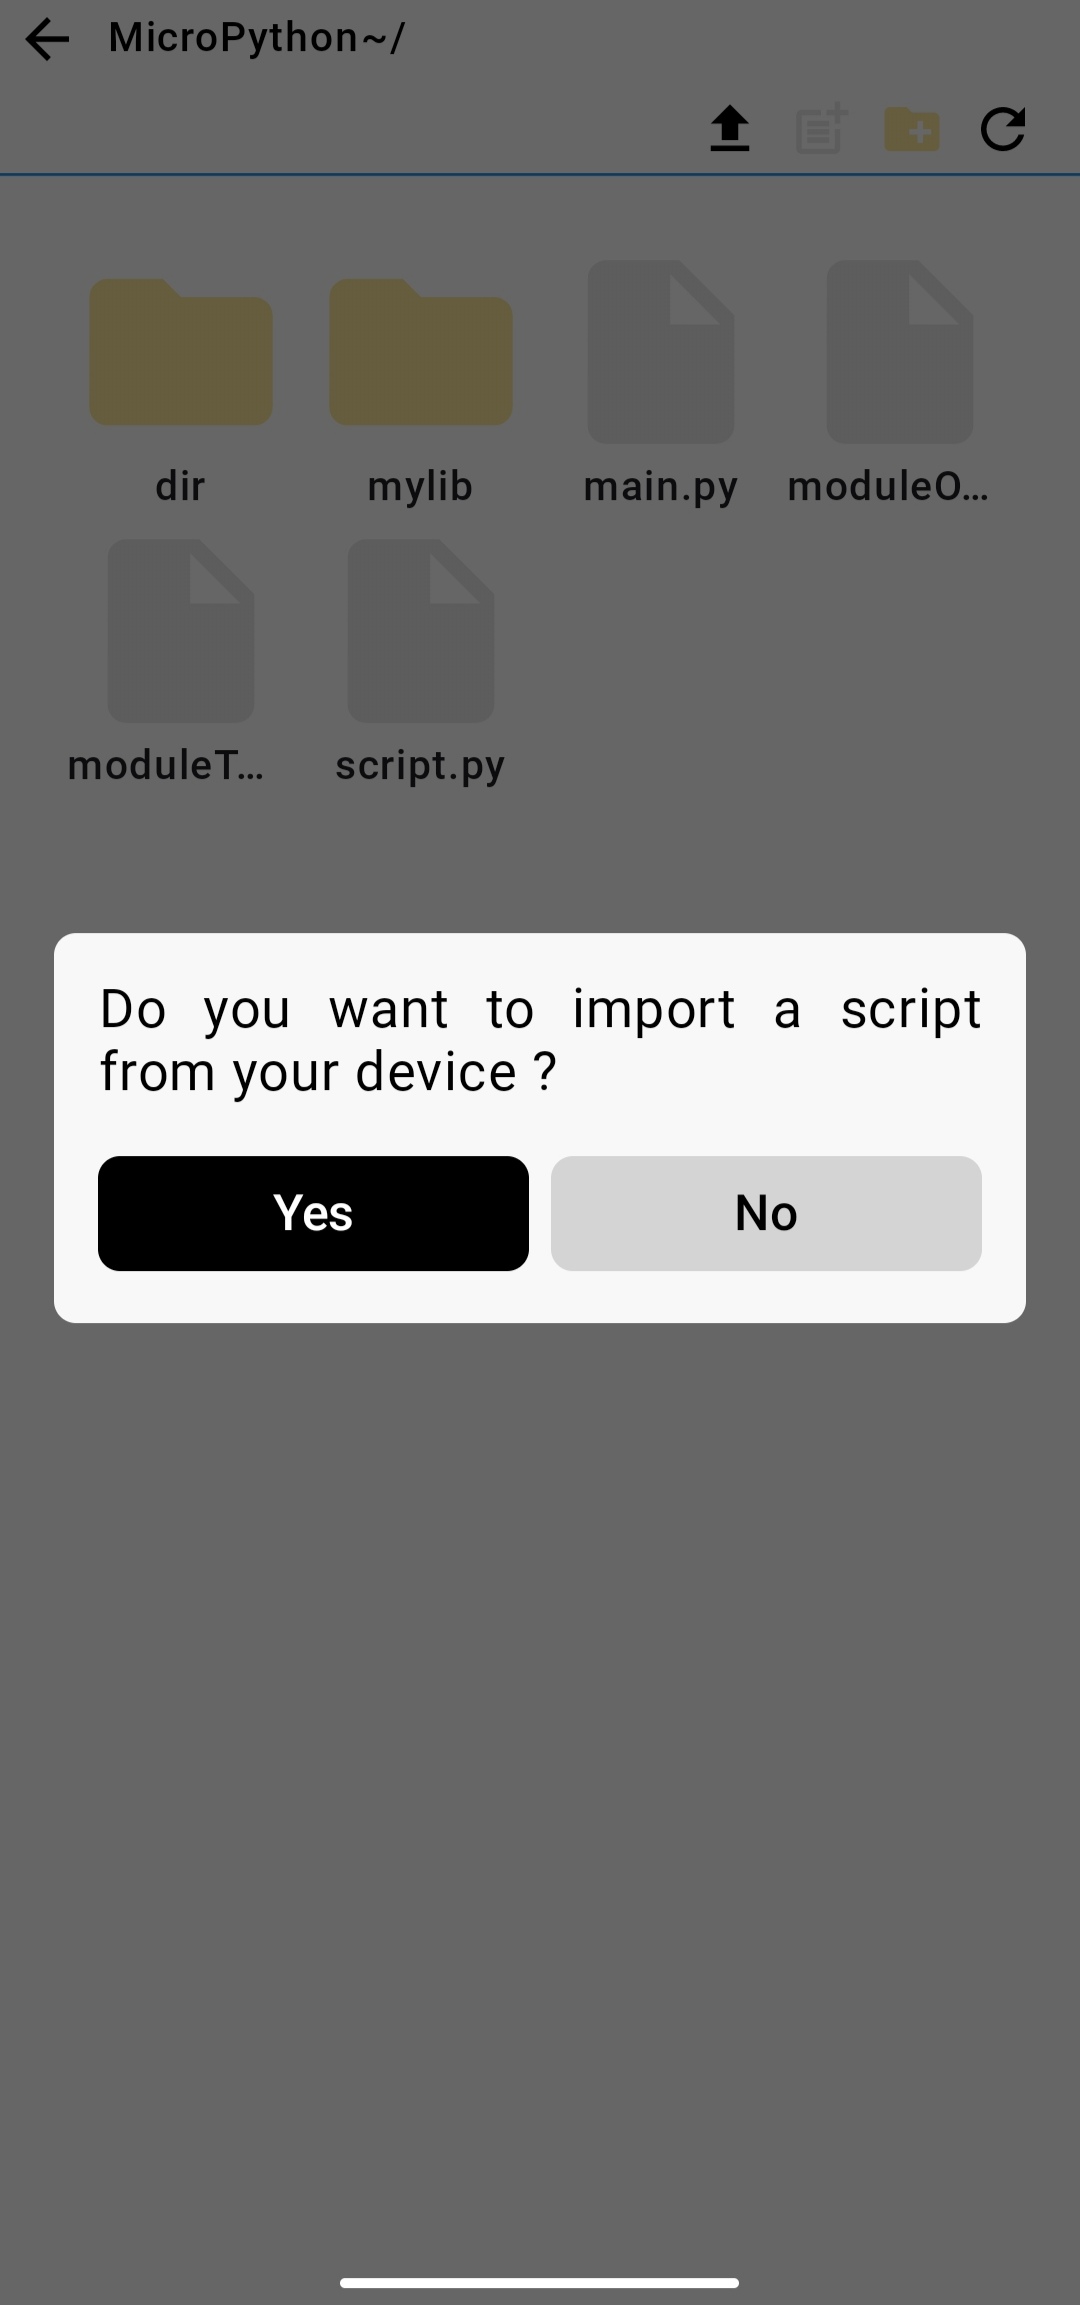 MicroPython~/
dir
mylib
main.py
moduleO...
moduleT...
script.py
Do you want to import a script
from your device ?
Yes
No